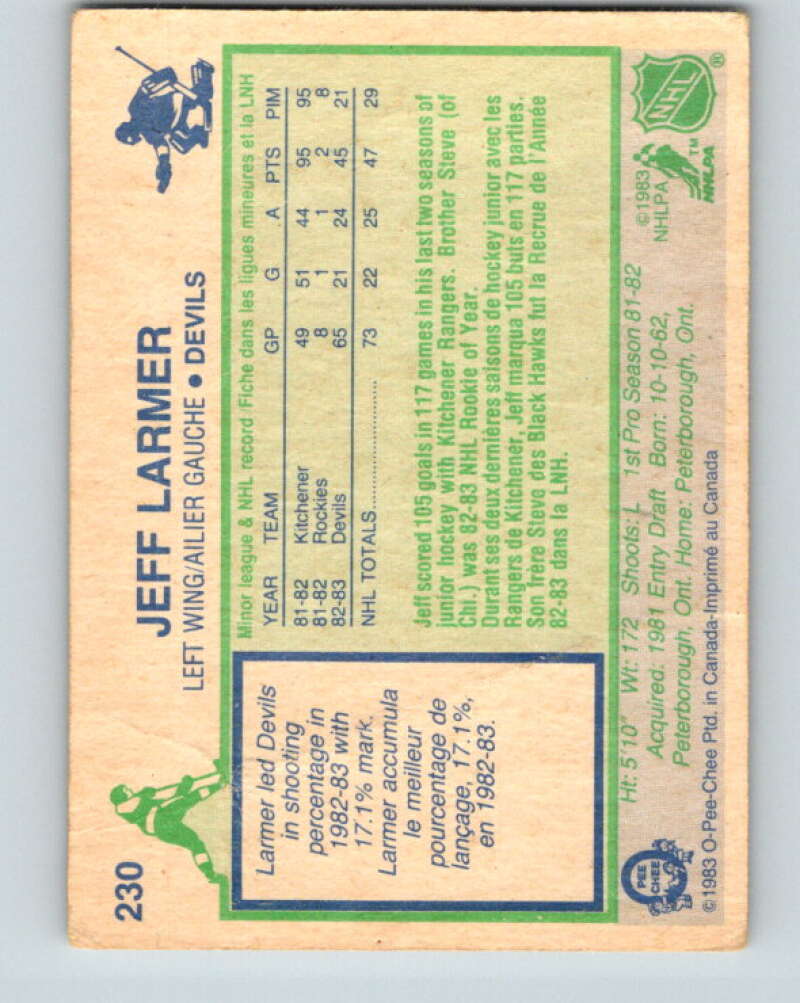 230
JEFF LARMER
LEFT WING/AILIER GAUCHE • DEVILS
Larmer led Devils
in shooting
percentage in
1982-83 with
17.1% mark.
Larmer accumula
le meilleur
pourcentage de
lançage, 17.1%,
en 1982-83.
Minor league & NHL record/Fiche dans les ligues mineures et la LNH
YEAR TEAM GP G A PTS PIM
81-82 Kitchener 49 51 44 95 95
81-82 Rockies 8 1 1 2 8
82-83 Devils 65 21 24 45 21
NHL TOTALS 73 22 25 47 29
Jeff scored 105 goals in 117 games in his last two seasons of
junior hockey with Kitchener Rangers. Brother Steve (of
Chi.) was 82-83 NHL Rookie of Year.
Durant ses deux dernières saisons de hockey junior avec les
Rangers de Kitchener, Jeff marqua 105 buts en 117 parties.
Son frère Steve des Black Hawks fut la Recrue de l'Année
82-83 dans la LNH.
Ht: 5'10" Wt: 172 Shoots: L 1st Pro Season 81-82
Acquired: 1981 Entry Draft Born: 10-10-62,
Peterborough, Ont. Home: Peterborough, Ont.
©1983 O-Pee-Chee Ptd. in Canada-Imprimé au Canada
O
PEE
CHEE
©1983
NHLPA
NHL
®
TM
NHLPA